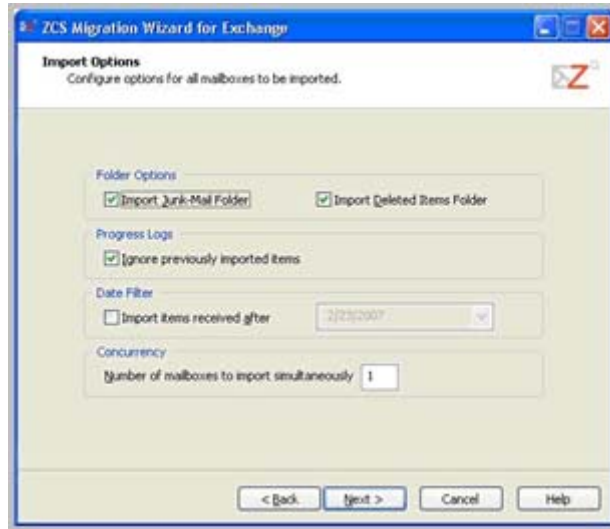 ZCS Migration Wizard for Exchange
Import Options
Configure options for all mailboxes to be imported.
Z
Folder Options
Import Junk-Mail Folder Import Deleted Items Folder
Progress Logs
Ignore previously imported items
Date Filter
Import items received after 2/23/2007
Concurrency
Number of mailboxes to import simultaneously 1
< Back Next > Cancel Help